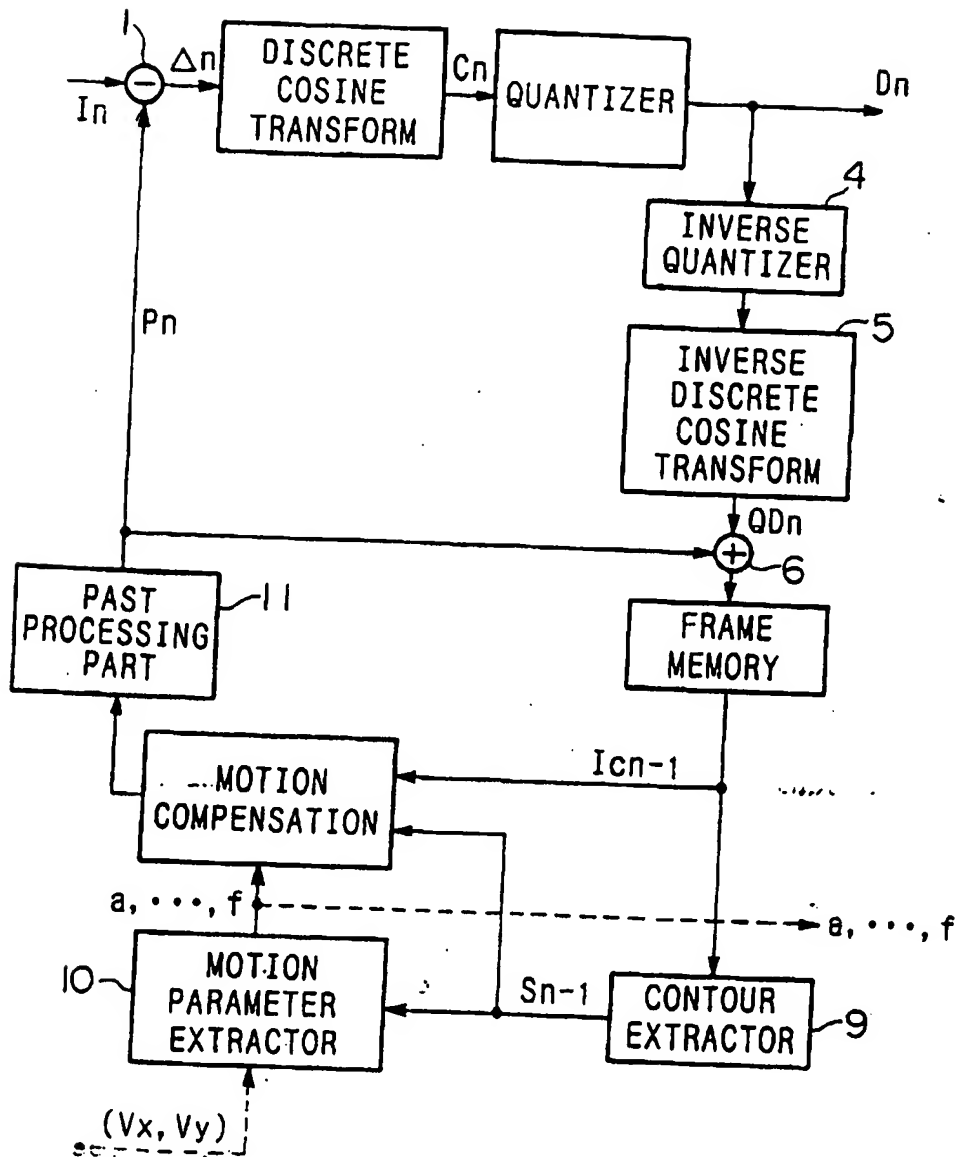 1
In
Δn
DISCRETE
COSINE
TRANSFORM
Cn
QUANTIZER
Dn
4
INVERSE
QUANTIZER
5
INVERSE
DISCRETE
COSINE
TRANSFORM
Pn
QDn
6
PAST
PROCESSING
PART
11
FRAME
MEMORY
Icn-1
MOTION
COMPENSATION
a, ···, f
a, ···, f
10
MOTION
PARAMETER
EXTRACTOR
Sn-1
CONTOUR
EXTRACTOR
9
(Vx, Vy)